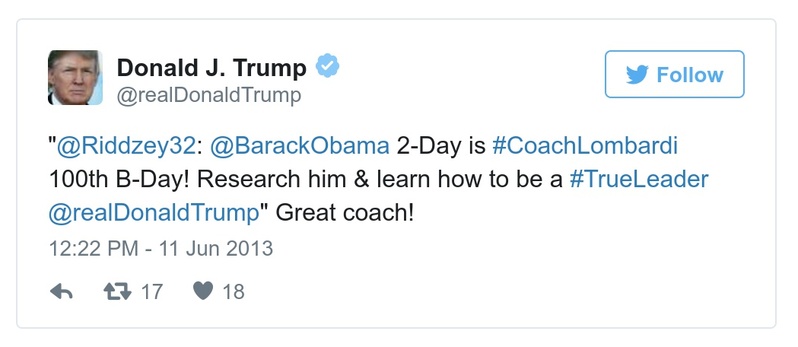 Donald J. Trump
@realDonaldTrump
Follow
"@Riddzey32: @BarackObama 2-Day is #CoachLombardi
100th B-Day! Research him & learn how to be a #TrueLeader
@realDonaldTrump" Great coach!
12:22 PM - 11 Jun 2013
17 18